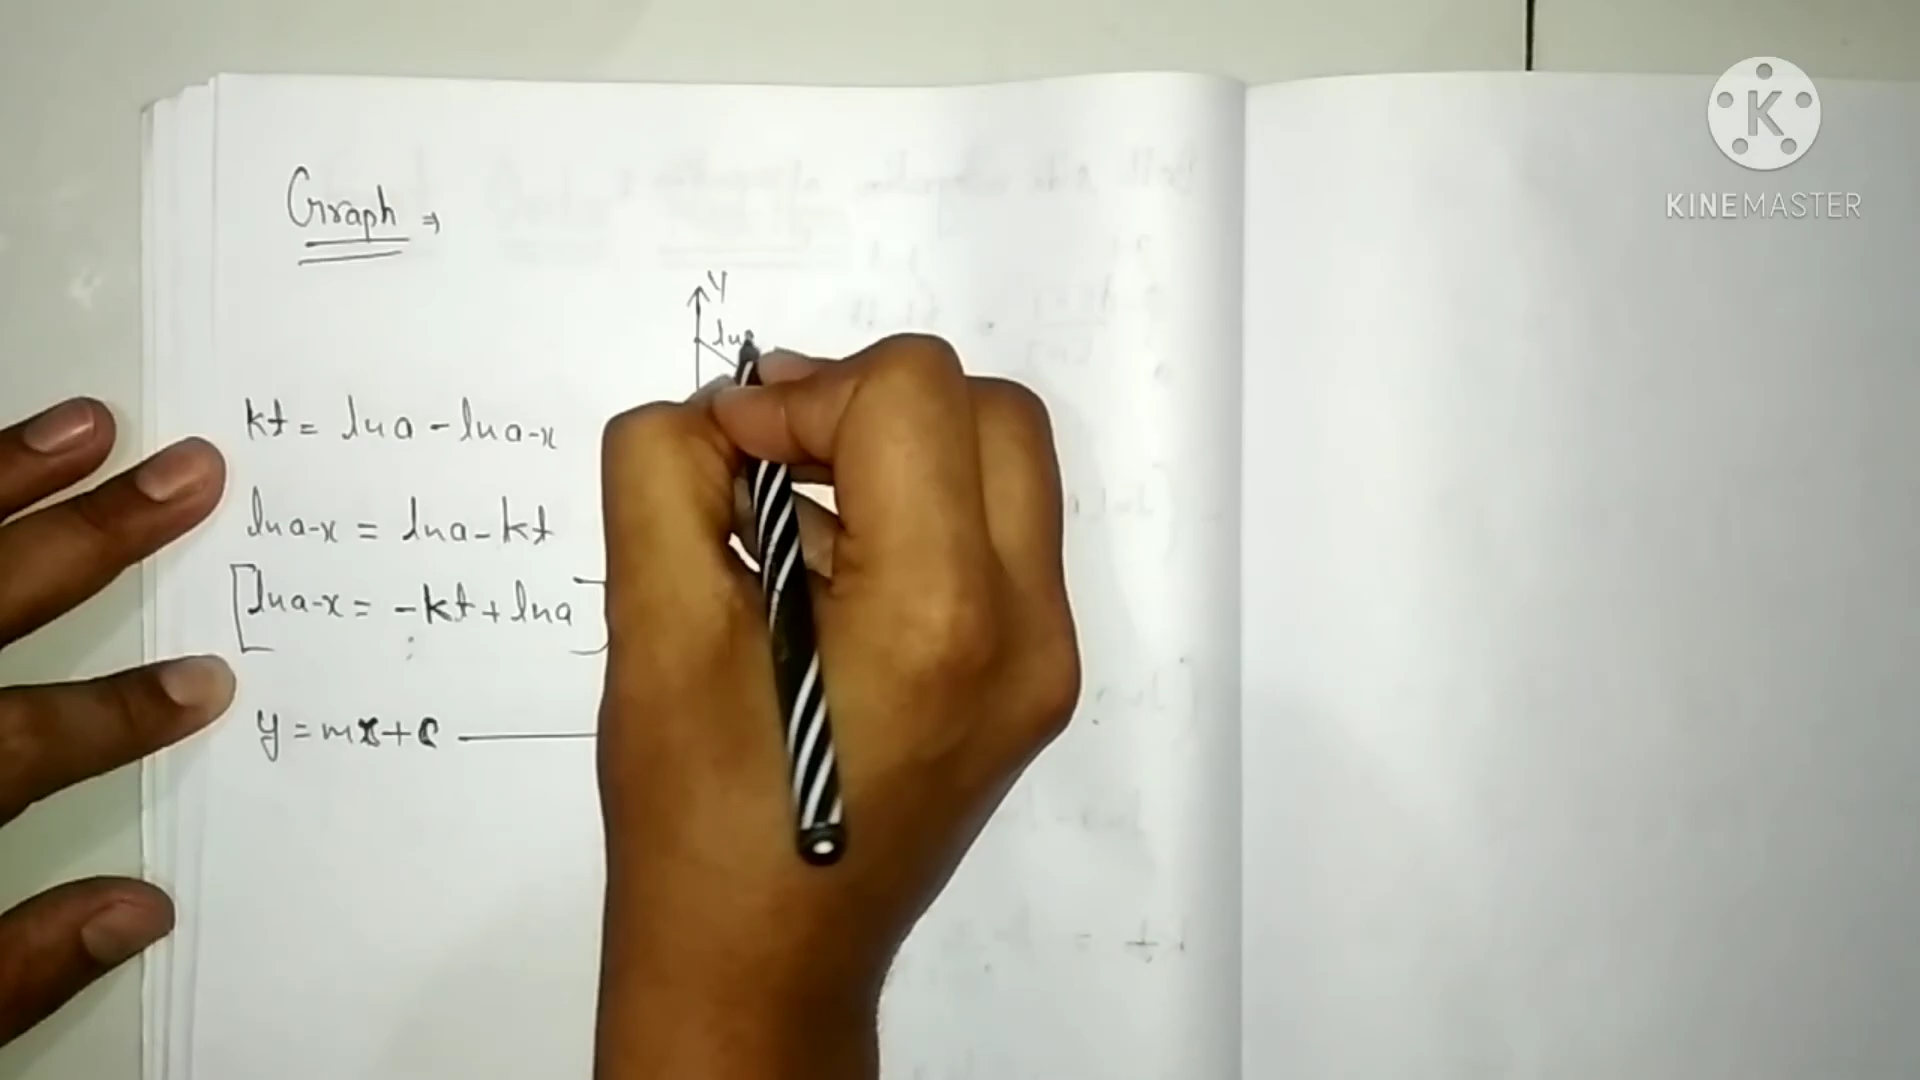 Graph ⇒
Y
ln
kt = ln a - ln a-x
ln a-x = ln a - kt
[ln a-x = -kt + ln a]
y = mx + c
K
KINEMASTER